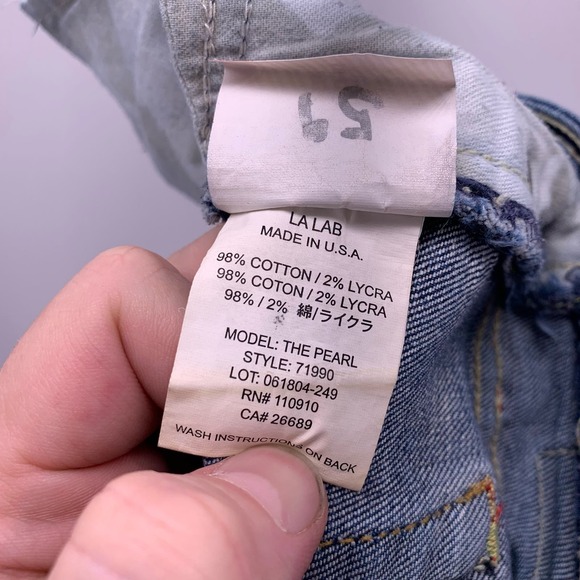 LA LAB
MADE IN U.S.A.
98% COTTON / 2% LYCRA
98% COTON / 2% LYCRA
98% / 2% 綿/ライクラ
MODEL: THE PEARL
STYLE: 71990
LOT: 061804-249
RN# 110910
CA# 26689
WASH INSTRUCTIONS ON BACK